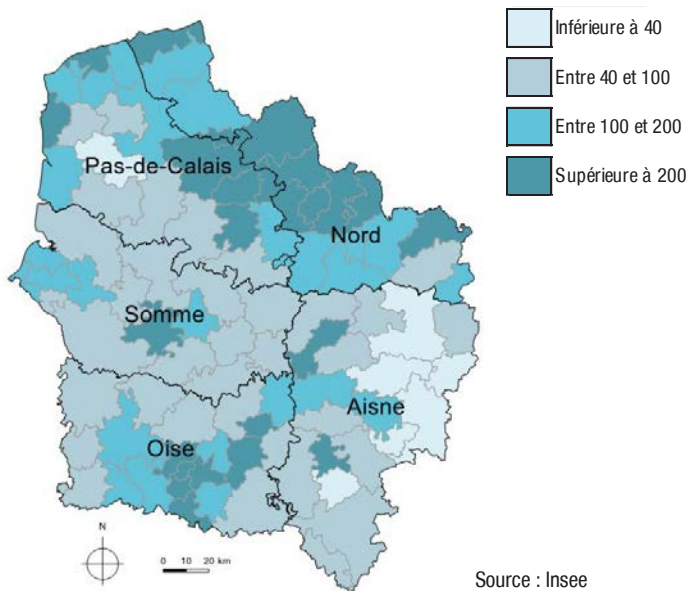 Inférieure à 40
Entre 40 et 100
Entre 100 et 200
Supérieure à 200
Pas-de-Calais
Nord
Somme
Aisne
Oise
N
0 10 20 km
Source : Insee